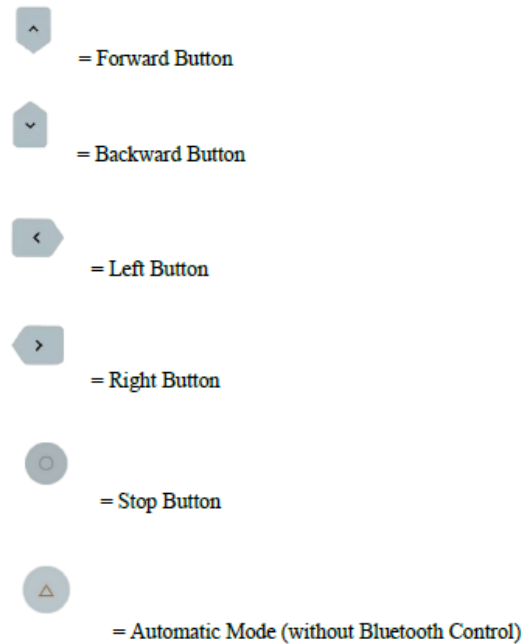 = Forward Button
= Backward Button
= Left Button
= Right Button
= Stop Button
= Automatic Mode (without Bluetooth Control)